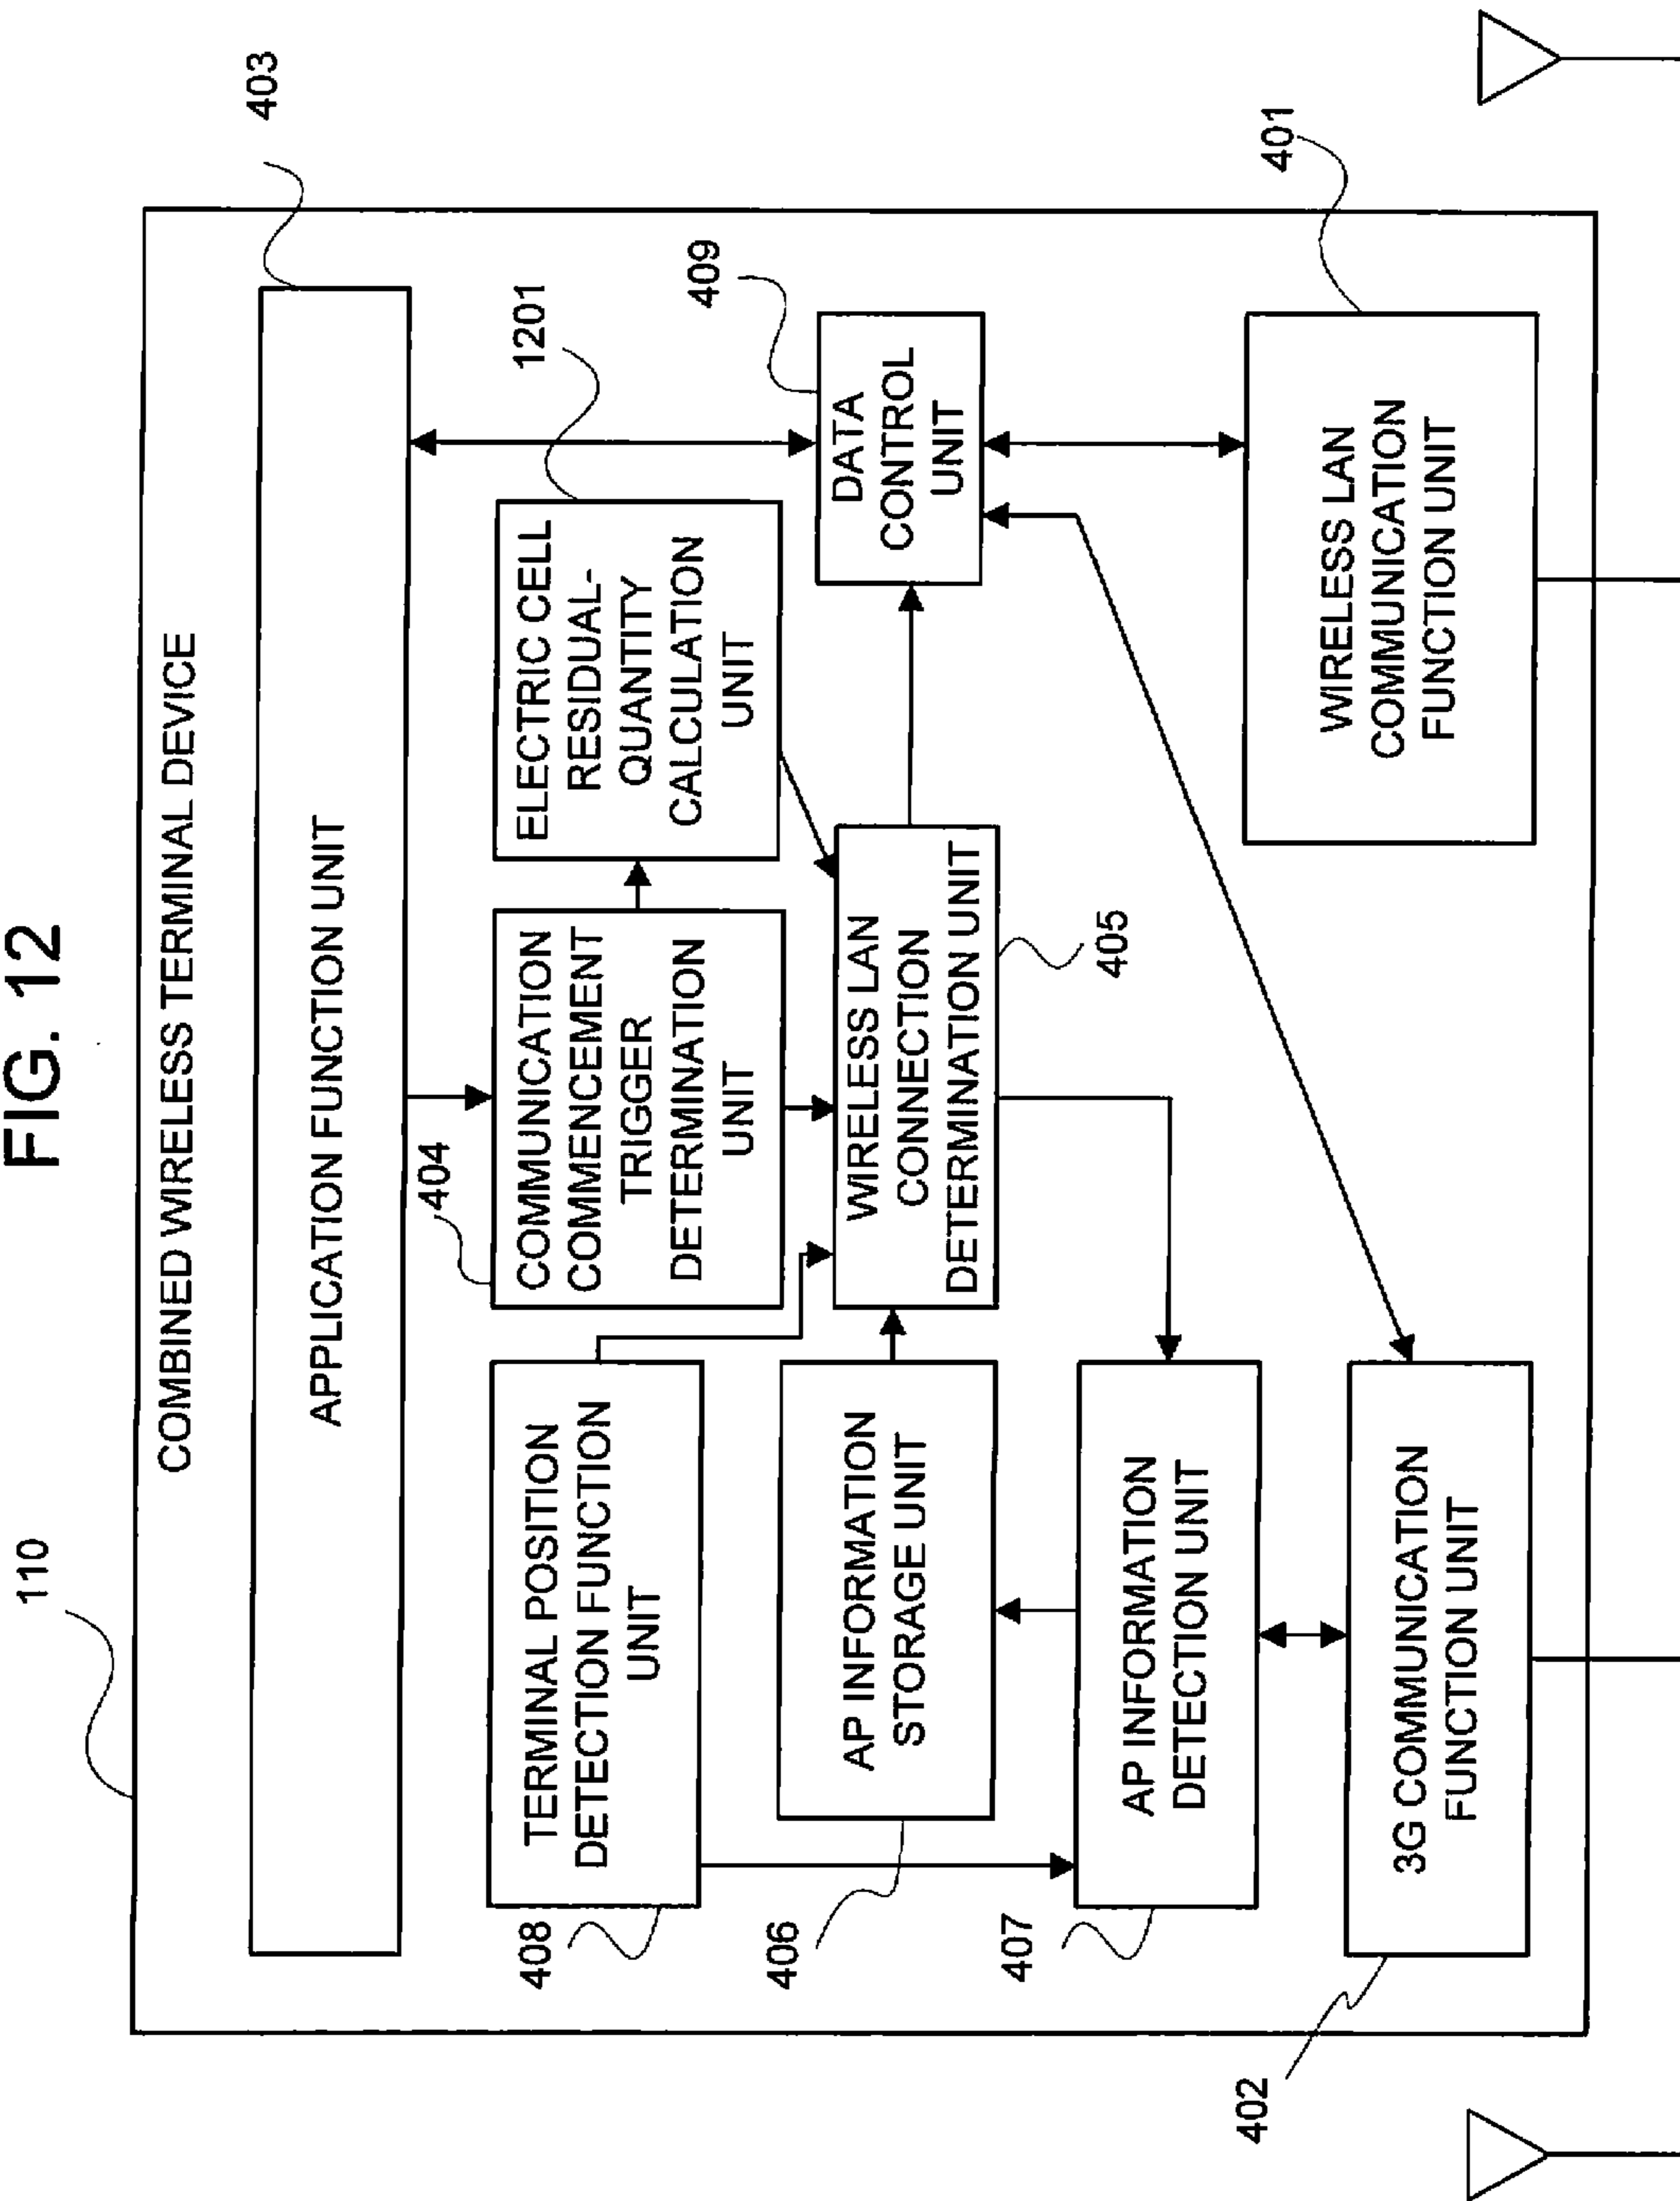 FIG. 12
110
COMBINED WIRELESS TERMINAL DEVICE
403
APPLICATION FUNCTION UNIT
404
1201
408
TERMINAL POSITION
DETECTION FUNCTION
UNIT
COMMUNICATION
COMMENCEMENT
TRIGGER
DETERMINATION
UNIT
ELECTRIC CELL
RESIDUAL-
QUANTITY
CALCULATION
UNIT
409
406
AP INFORMATION
STORAGE UNIT
WIRELESS LAN
CONNECTION
DETERMINATION UNIT
DATA
CONTROL
UNIT
405
407
AP INFORMATION
DETECTION UNIT
401
402
3G COMMUNICATION
FUNCTION UNIT
WIRELESS LAN
COMMUNICATION
FUNCTION UNIT